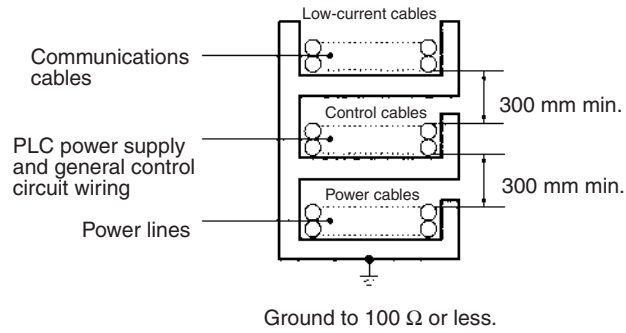 Low-current cables
Communications
cables
300 mm min.
Control cables
PLC power supply
and general control
circuit wiring
300 mm min.
Power cables
Power lines
Ground to 100 Ω or less.